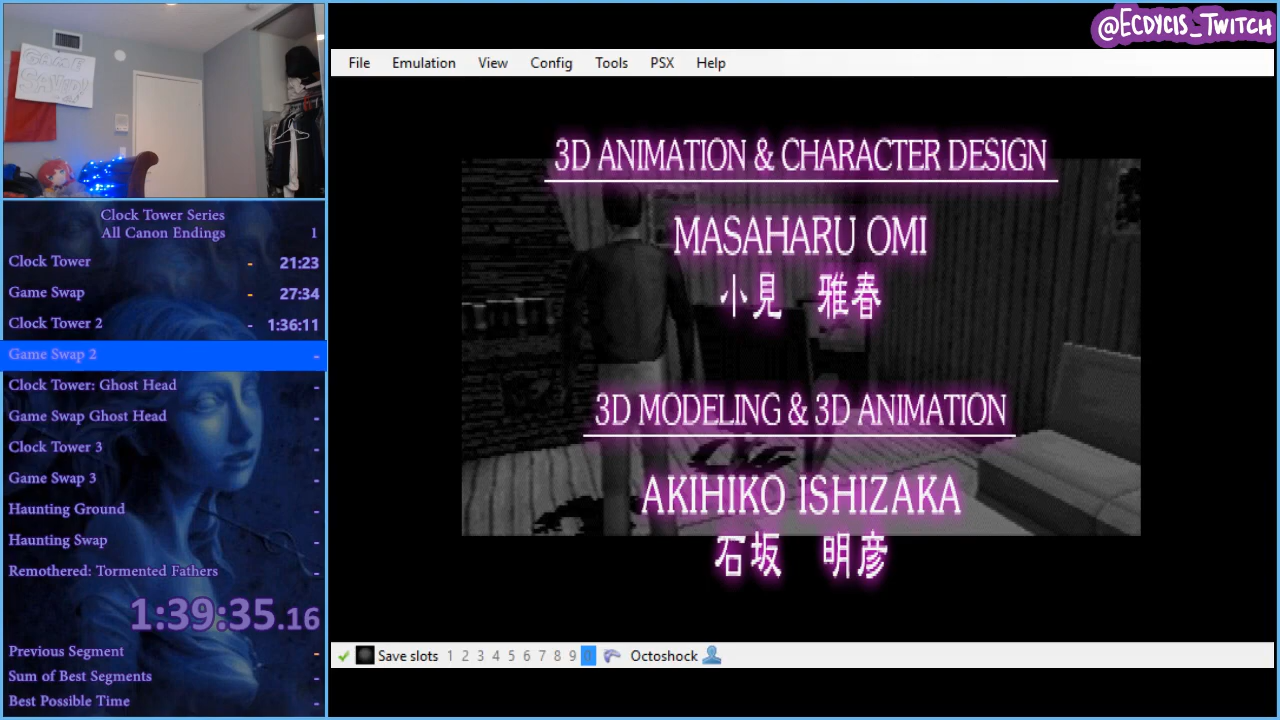 @Ecdycis_Twitch
GAME
SAVED!
File Emulation View Config Tools PSX Help
Clock Tower Series
All Canon Endings 1
Clock Tower - 21:23
Game Swap - 27:34
Clock Tower 2 - 1:36:11
Game Swap 2 -
Clock Tower: Ghost Head -
Game Swap Ghost Head -
Clock Tower 3 -
Game Swap 3 -
Haunting Ground -
Haunting Swap -
Remothered: Tormented Fathers -
1:39:35.16
Previous Segment -
Sum of Best Segments -
Best Possible Time -
3D ANIMATION & CHARACTER DESIGN
MASAHARU OMI
小見 雅春
3D MODELING & 3D ANIMATION
AKIHIKO ISHIZAKA
石坂 明彦
Save slots 1 2 3 4 5 6 7 8 9 0 Octoshock